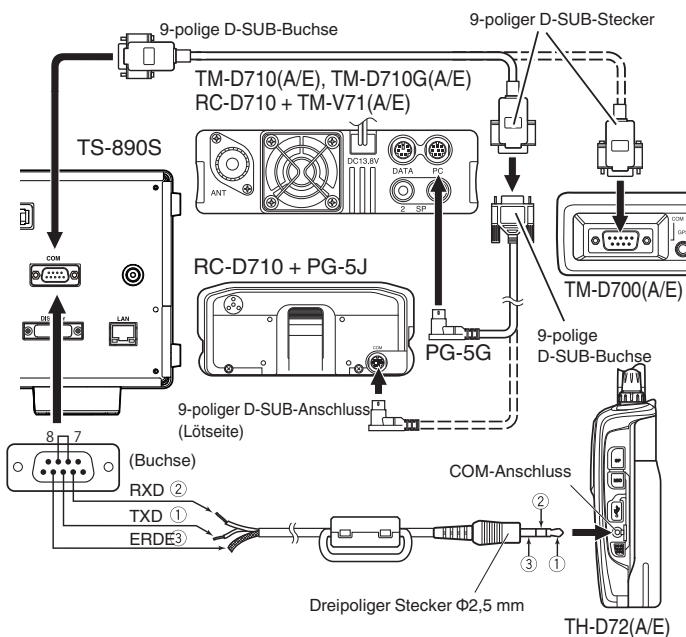 9-polige D-SUB-Buchse
9-poliger D-SUB-Stecker
TM-D710(A/E), TM-D710G(A/E)
RC-D710 + TM-V71(A/E)
TS-890S
DC13.8V
ANT
DATA
PC
2
SP
COM
COM
GPS
LAN
TM-D700(A/E)
RC-D710 + PG-5J
COM
PG-5G
9-polige
D-SUB-Buchse
9-poliger D-SUB-Anschluss
(Lötseite)
8
7
(Buchse)
RXD ②
TXD ①
ERDE③
COM-Anschluss
②
③
①
Dreipoliger Stecker Φ2,5 mm
TH-D72(A/E)